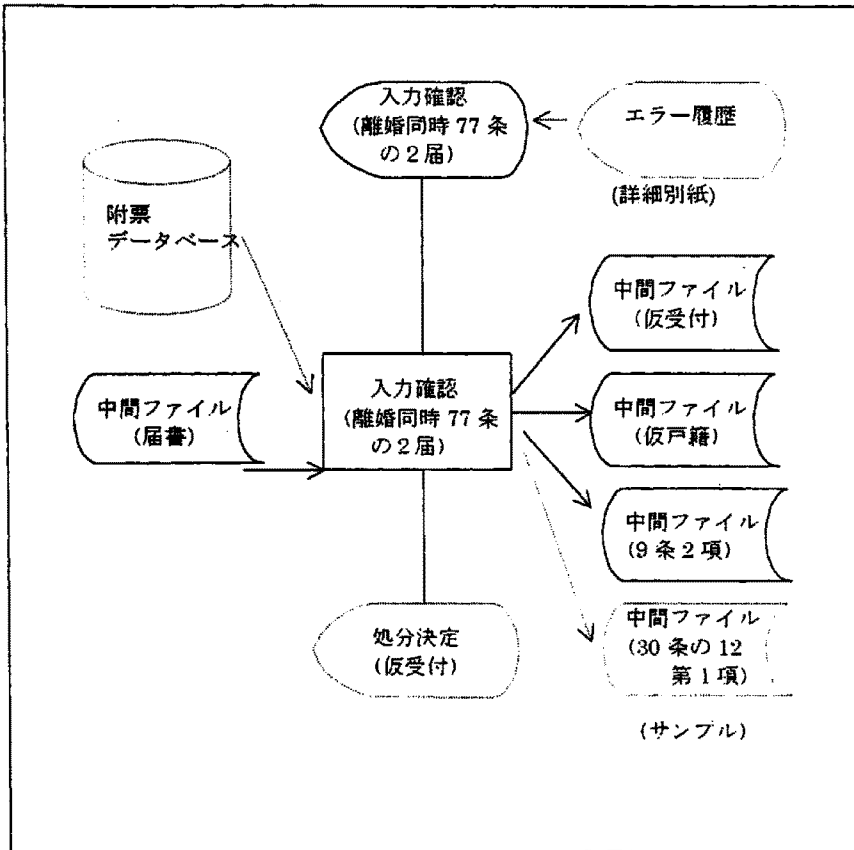 入力確認
(離婚同時 77 条
の 2 届)
エラー履歴
(詳細別紙)
附票
データベース
中間ファイル
(仮受付)
中間ファイル
(届書)
入力確認
(離婚同時 77 条
の 2 届)
中間ファイル
(仮戸籍)
中間ファイル
(9 条 2 項)
処分決定
(仮受付)
中間ファイル
(30 条の 12
第 1 項)
(サンプル)